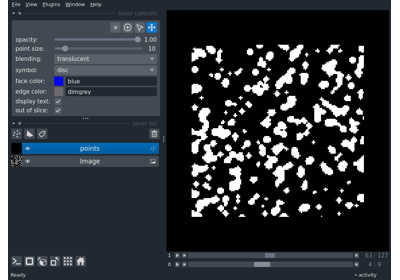 File View Plugins Window Help
layer controls
opacity: 1.00
point size: 10
blending: translucent
symbol: disc
face color: blue
edge color: dimgrey
display text:
out of slice:
layer list
points
Image
1 63 127
0 4 9
Ready activity